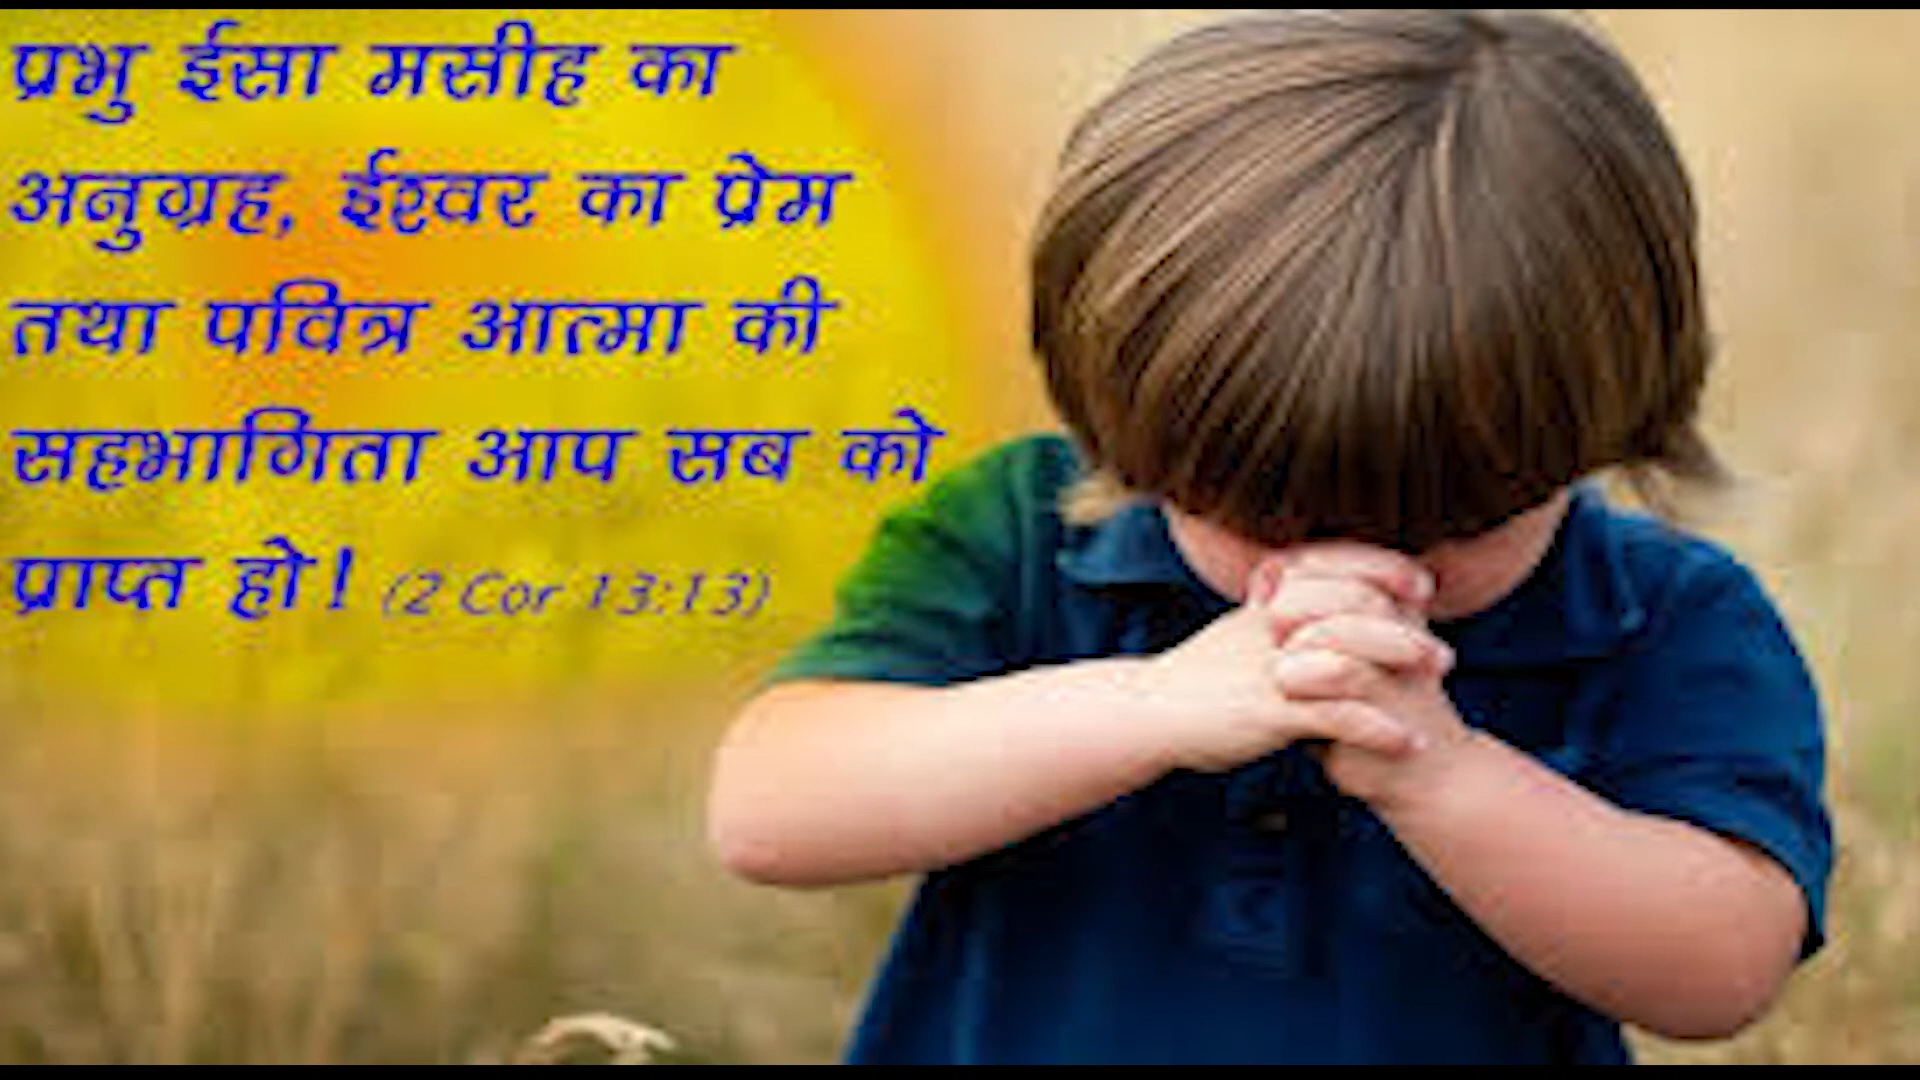 प्रभु ईसा मसीह का
अनुग्रह, ईश्वर का प्रेम
तथा पवित्र आत्मा की
सहभागिता आप सब को
प्राप्त हो! (2 Cor 13:13)